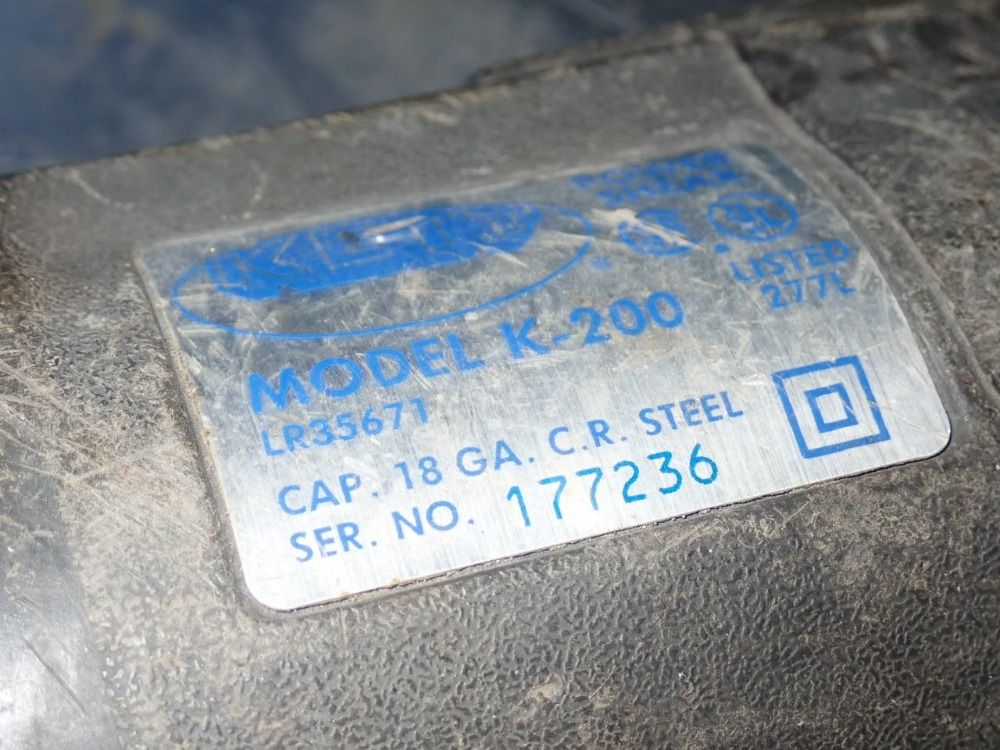 MODEL K-200
LR35671
CAP. 18 GA. C.R. STEEL
SER. NO. 177236
LISTED
277L